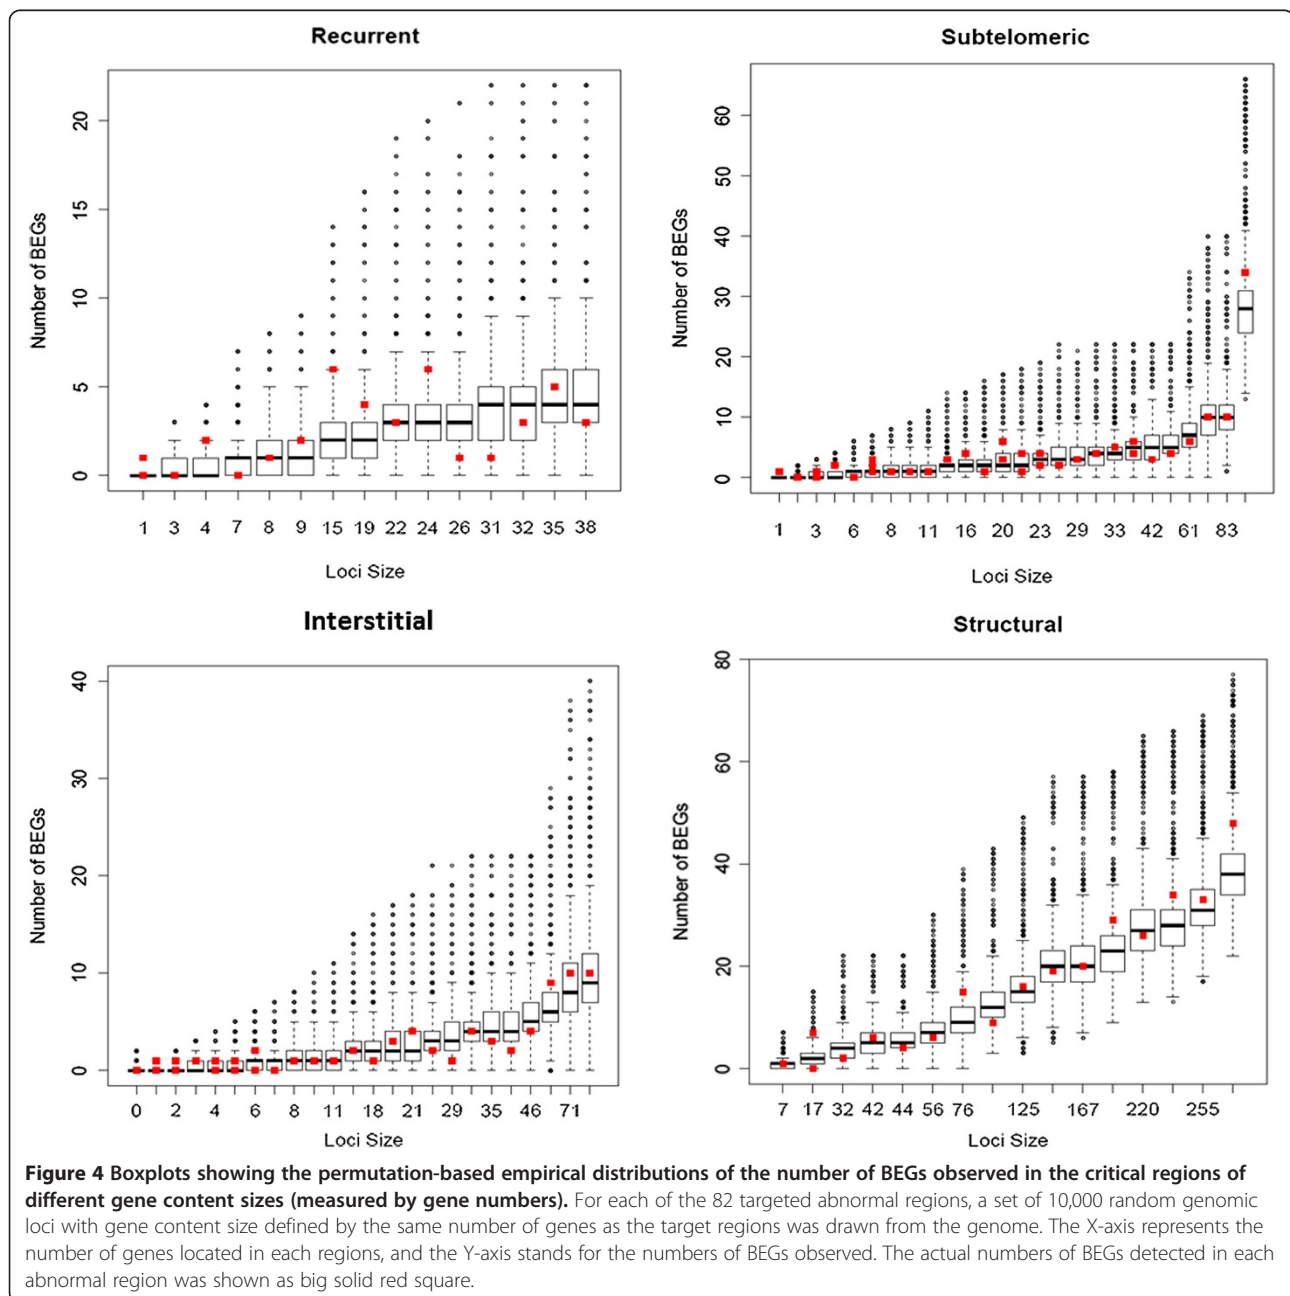 Recurrent
Number of BEGs
20
15
10
5
0
1 3 4 7 8 9 15 19 22 24 26 31 32 35 38
Loci Size
Subtelomeric
Number of BEGs
60
50
40
30
20
10
0
1 3 6 8 11 16 20 23 29 33 42 61 83
Loci Size
Interstitial
Number of BEGs
40
30
20
10
0
0 2 4 6 8 11 18 21 29 35 46 71
Loci Size
Structural
Number of BEGs
80
60
40
20
0
7 17 32 42 44 56 76 125 167 220 255
Loci Size
Figure 4 Boxplots showing the permutation-based empirical distributions of the number of BEGs observed in the critical regions of
different gene content sizes (measured by gene numbers). For each of the 82 targeted abnormal regions, a set of 10,000 random genomic
loci with gene content size defined by the same number of genes as the target regions was drawn from the genome. The X-axis represents the
number of genes located in each regions, and the Y-axis stands for the numbers of BEGs observed. The actual numbers of BEGs detected in each
abnormal region was shown as big solid red square.